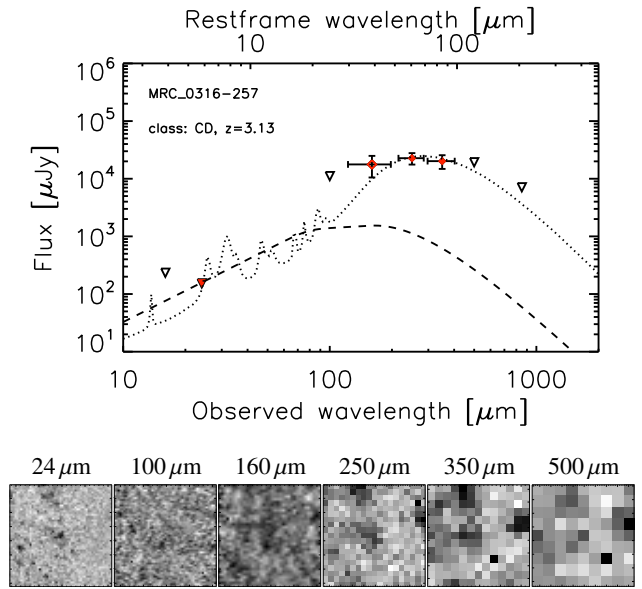 Restframe wavelength [μm]
10 100
10⁶
10⁵
10⁴
10³
10²
10¹
Flux [μJy]
MRC_0316-257
class: CD, z=3.13
10 100 1000
Observed wavelength [μm]
24 μm 100 μm 160 μm 250 μm 350 μm 500 μm